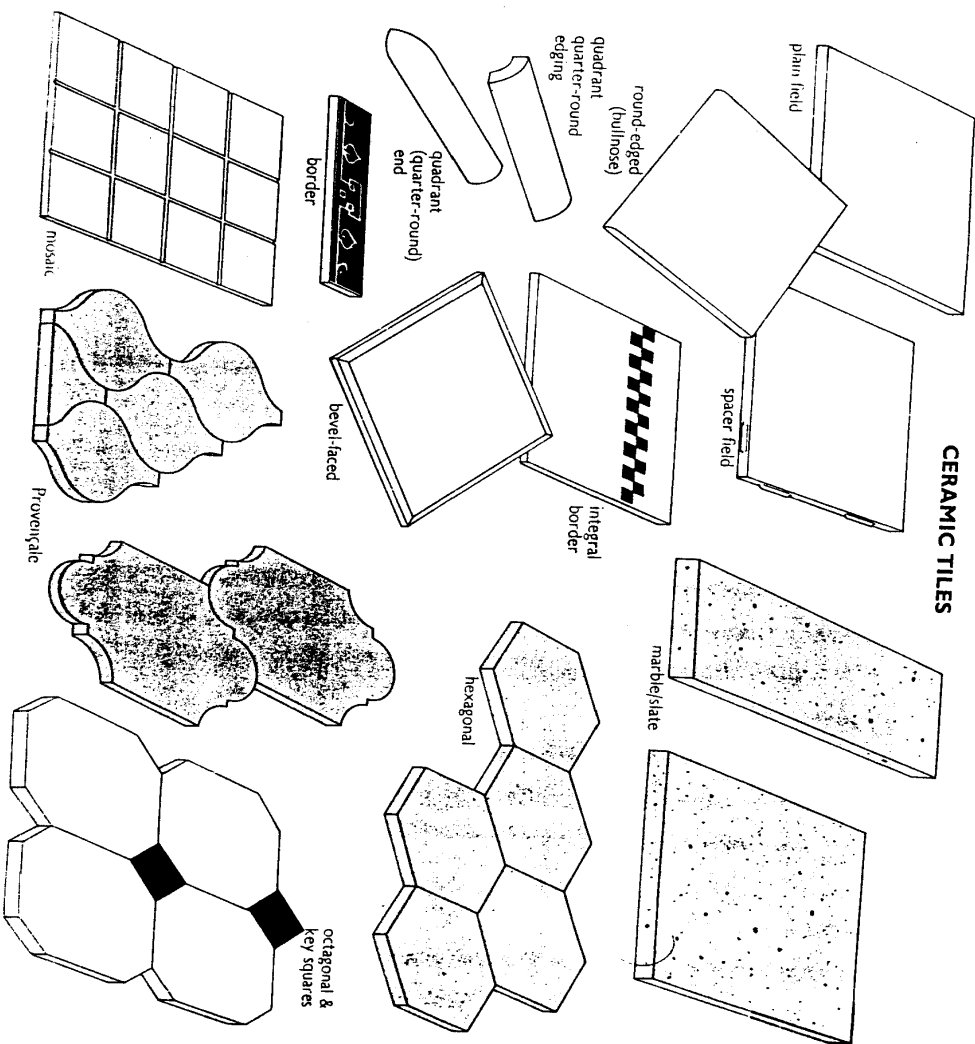 CERAMIC TILES
plain field
round-edged
(bullnose)
quadrant
quarter-round
edging
quadrant
(quarter-round)
end
border
mosaic
spacer field
integral
border
bevel-faced
Provençale
marble/slate
hexagonal
octagonal &
key squares